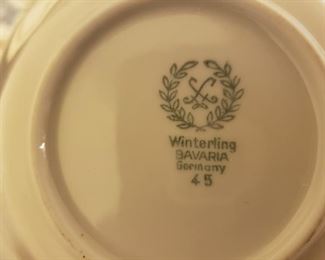 Winterling
BAVARIA
Germany
45